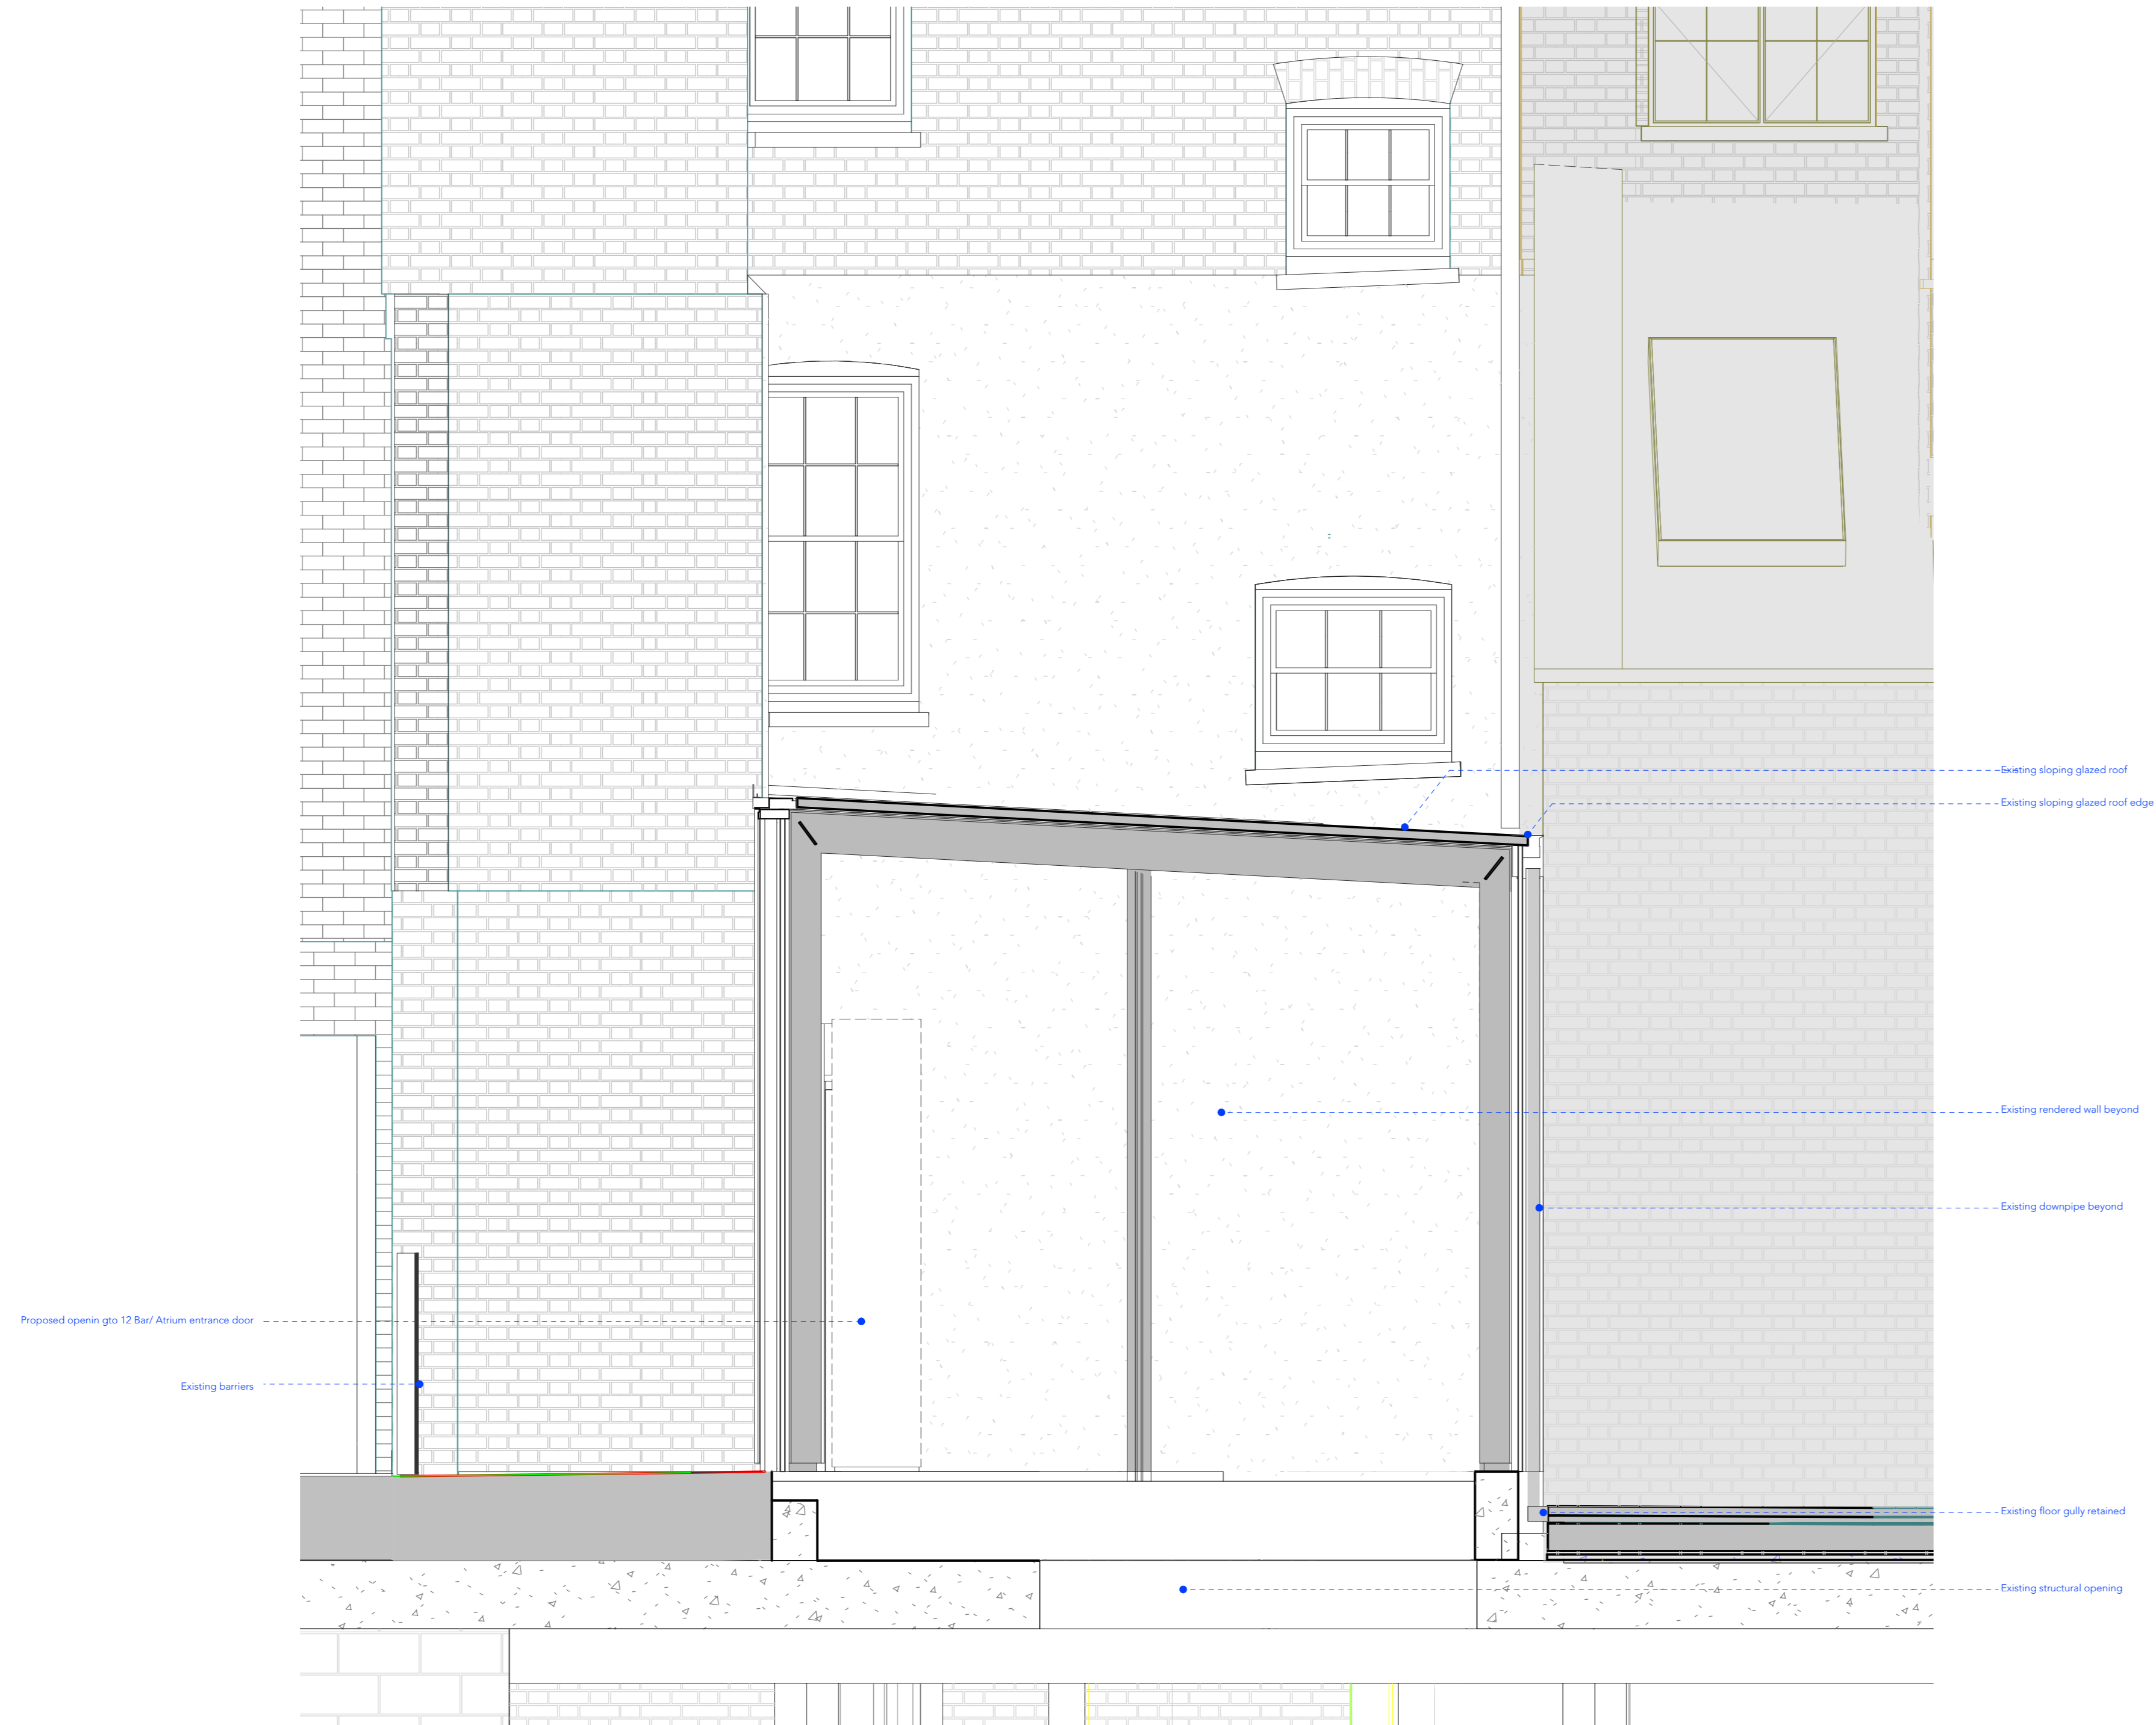 Existing sloping glazed roof
Existing sloping glazed roof edge
Existing rendered wall beyond
Existing downpipe beyond
Proposed openin gto 12 Bar/ Atrium entrance door
Existing barriers
Existing floor gully retained
Existing structural opening